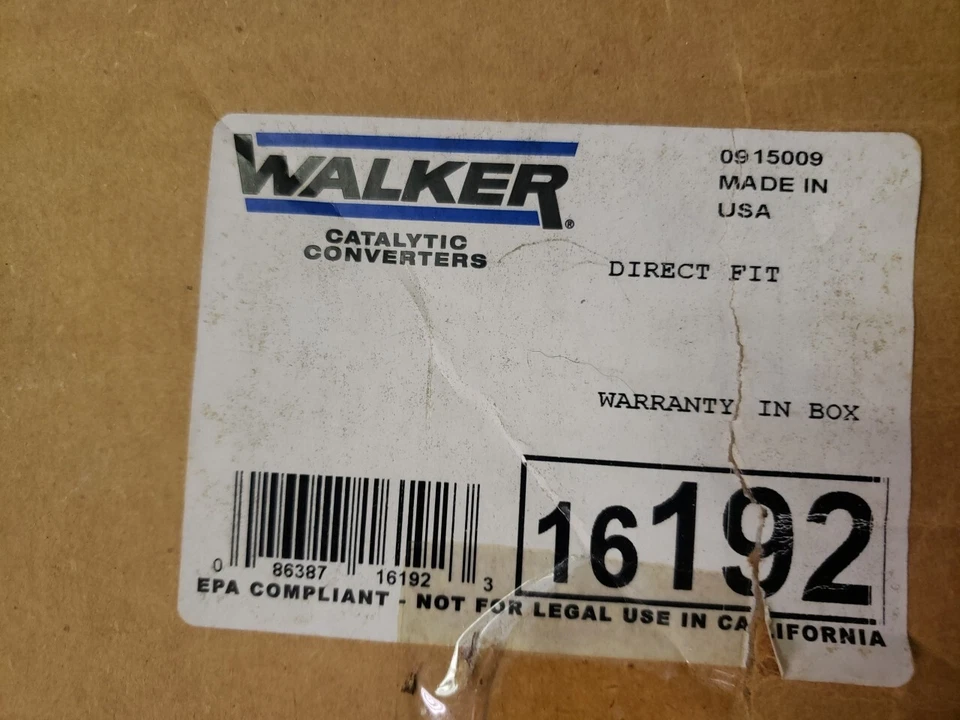 WALKER®
CATALYTIC
CONVERTERS
0915009
MADE IN
USA
DIRECT FIT
WARRANTY IN BOX
16192
0 86387 16192 3
EPA COMPLIANT - NOT FOR LEGAL USE IN CALIFORNIA